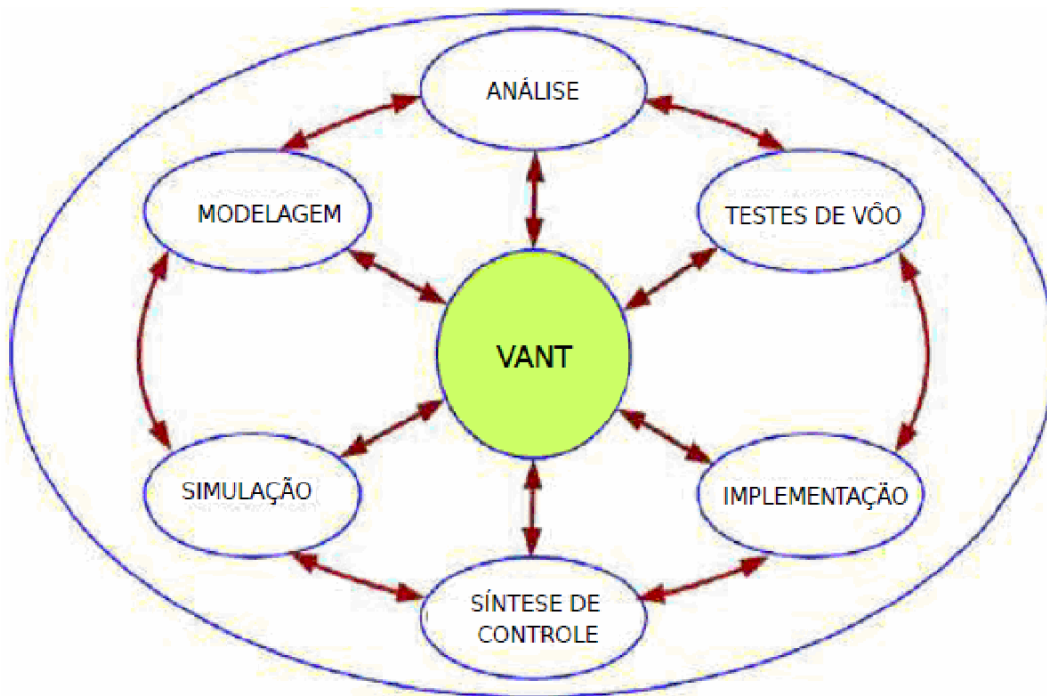 ANÁLISE
MODELAGEM
TESTES DE VÔO
VANT
SIMULAÇÃO
IMPLEMENTAÇÃO
SÍNTESE DE
CONTROLE